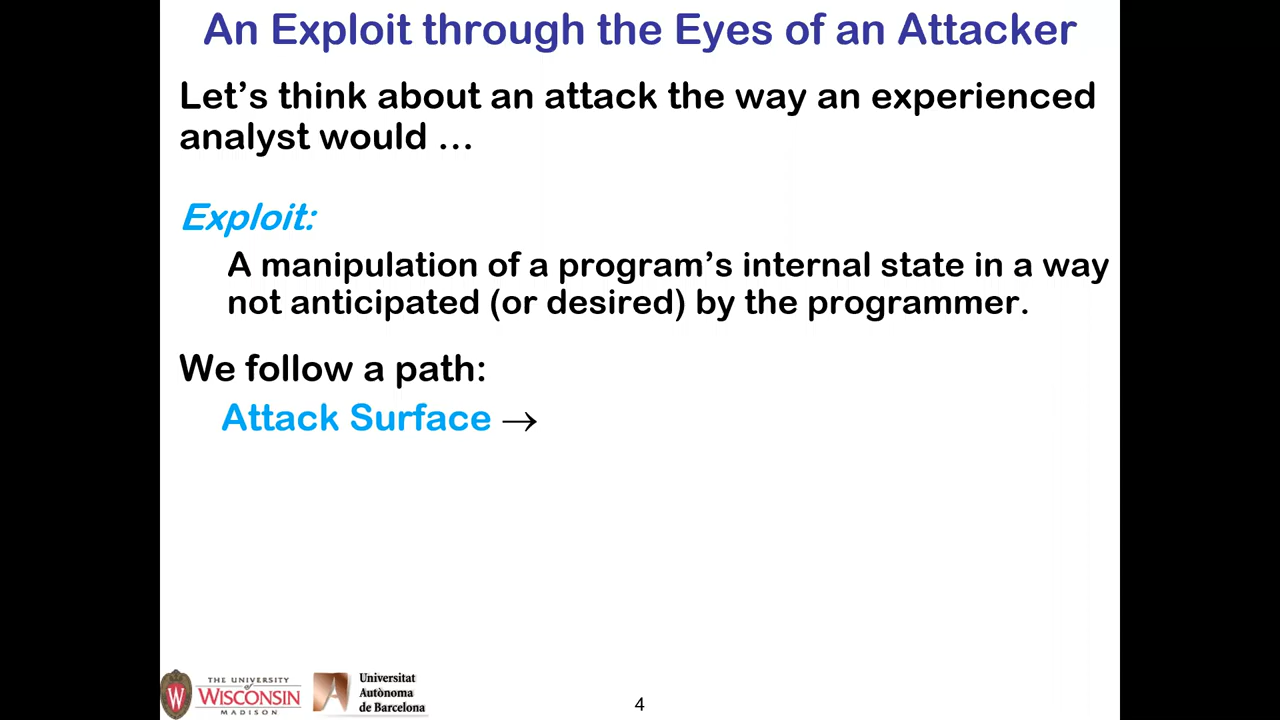 An Exploit through the Eyes of an Attacker
Let’s think about an attack the way an experienced
analyst would …
Exploit:
A manipulation of a program’s internal state in a way
not anticipated (or desired) by the programmer.
We follow a path:
Attack Surface →
THE UNIVERSITY
of
WISCONSIN
MADISON
Universitat
Autònoma
de Barcelona
4